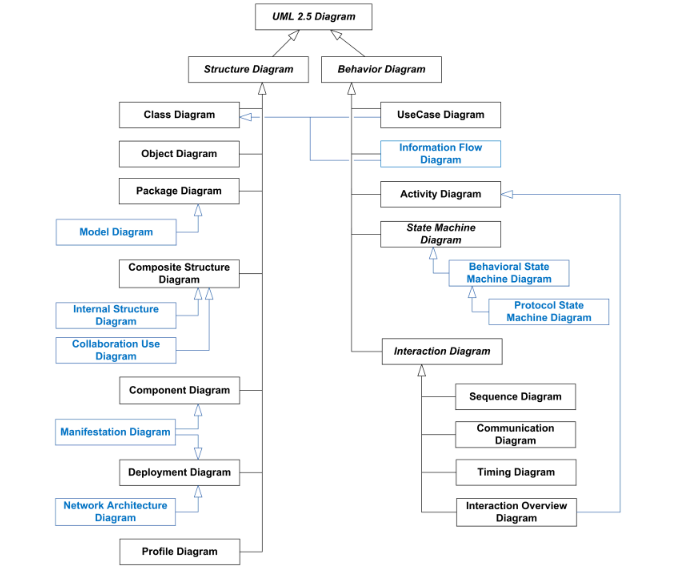 UML 2.5 Diagram
Structure Diagram
Behavior Diagram
Class Diagram
UseCase Diagram
Object Diagram
Information Flow
Diagram
Package Diagram
Activity Diagram
Model Diagram
State Machine
Diagram
Composite Structure
Diagram
Behavioral State
Machine Diagram
Internal Structure
Diagram
Protocol State
Machine Diagram
Collaboration Use
Diagram
Interaction Diagram
Component Diagram
Sequence Diagram
Manifestation Diagram
Communication
Diagram
Deployment Diagram
Timing Diagram
Network Architecture
Diagram
Interaction Overview
Diagram
Profile Diagram